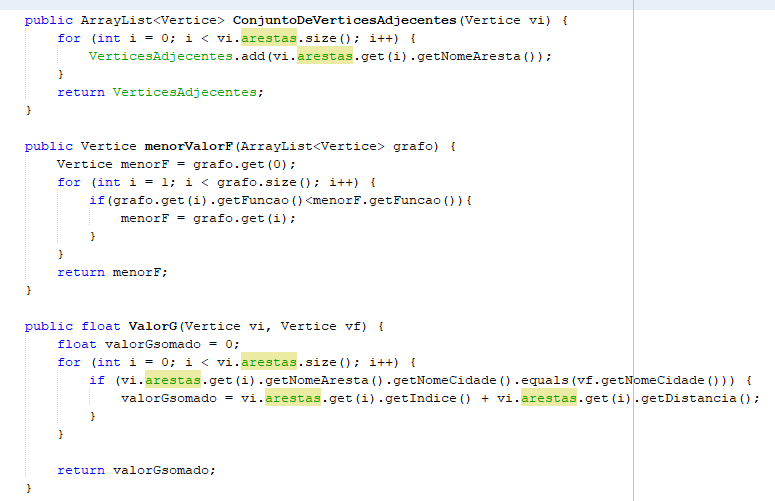 public ArrayList<Vertice> ConjuntoDeVerticesAdjecentes(Vertice vi) {
    for (int i = 0; i < vi.arestas.size(); i++) {
        VerticesAdjecentes.add(vi.arestas.get(i).getNomeAresta());
    }
    return VerticesAdjecentes;
}

public Vertice menorValorF(ArrayList<Vertice> grafo) {
    Vertice menorF = grafo.get(0);
    for (int i = 1; i < grafo.size(); i++) {
        if(grafo.get(i).getFuncao()<menorF.getFuncao()){
            menorF = grafo.get(i);
        }
    }
    return menorF;
}

public float ValorG(Vertice vi, Vertice vf) {
    float valorGsomado = 0;
    for (int i = 0; i < vi.arestas.size(); i++) {
        if (vi.arestas.get(i).getNomeAresta().getNomeCidade().equals(vf.getNomeCidade())) {
            valorGsomado = vi.arestas.get(i).getIndice() + vi.arestas.get(i).getDistancia();
        }
    }

    return valorGsomado;
}